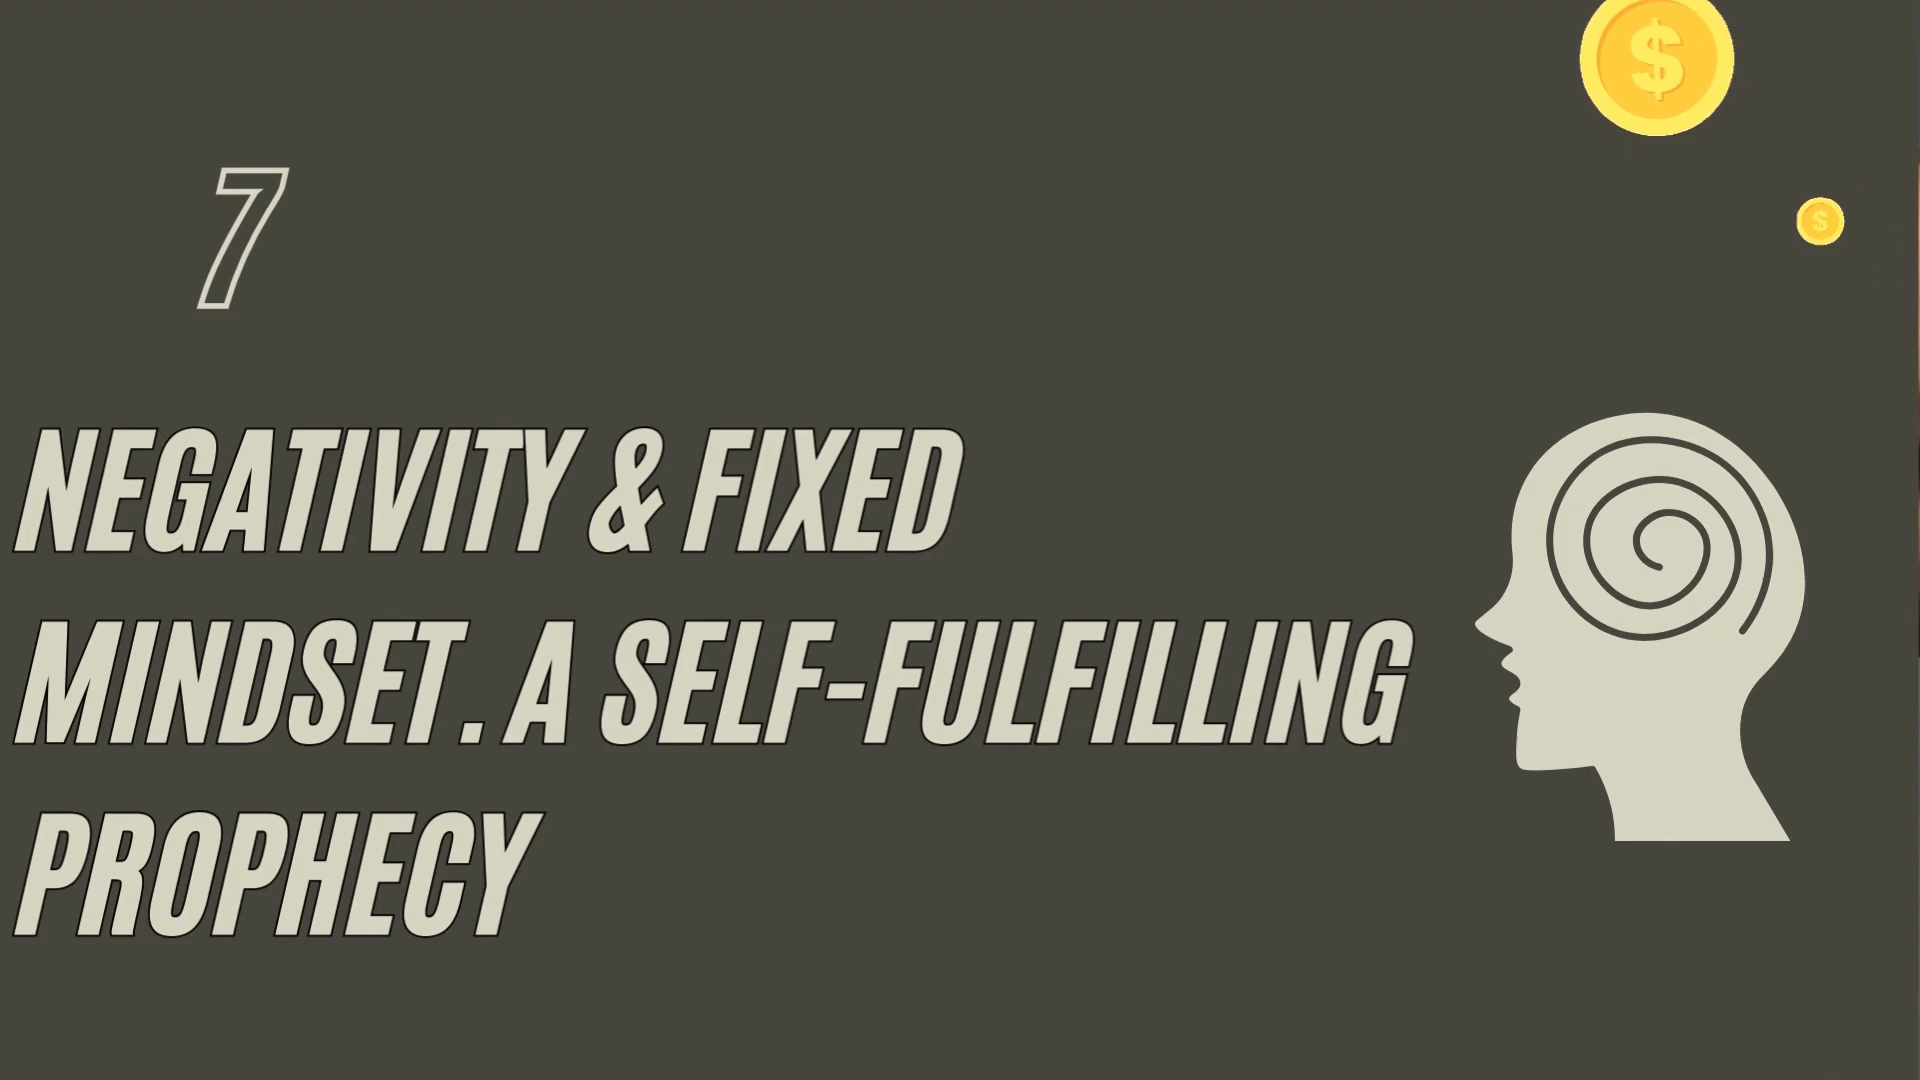 $
$
7
NEGATIVITY & FIXED
MINDSET. A SELF-FULFILLING
PROPHECY